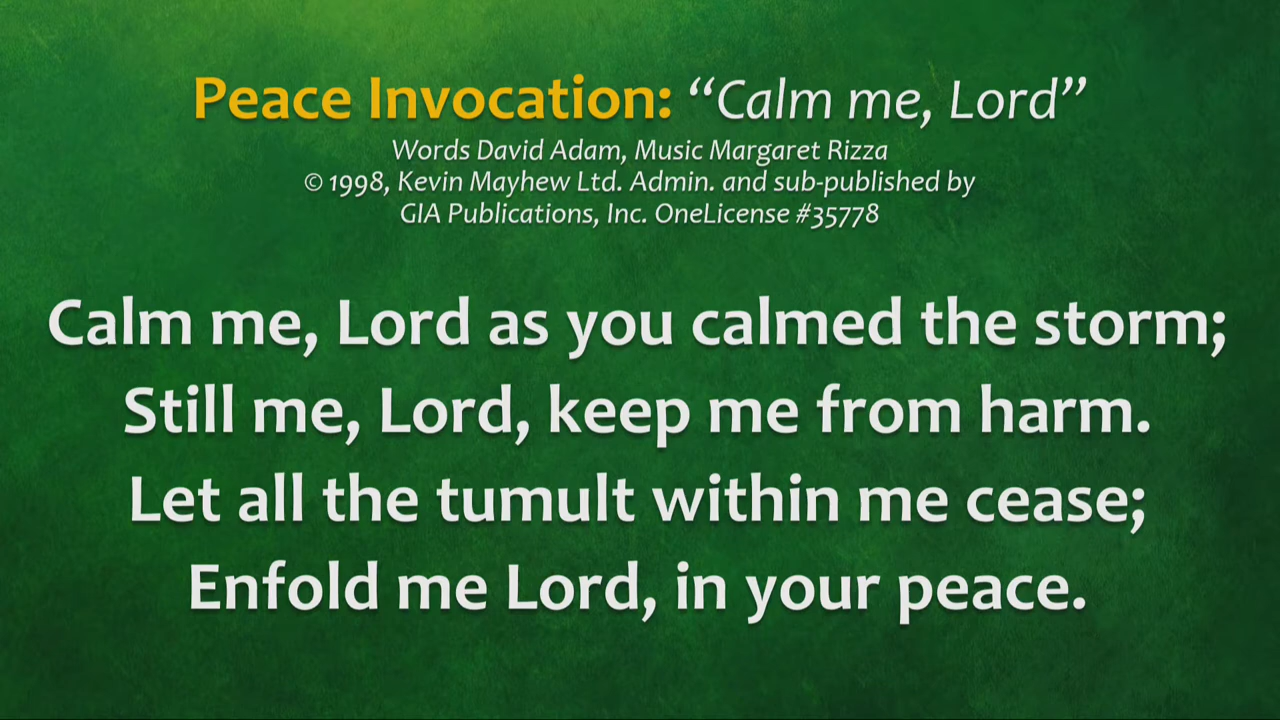 Peace Invocation: “Calm me, Lord”
Words David Adam, Music Margaret Rizza
© 1998, Kevin Mayhew Ltd. Admin. and sub-published by
GIA Publications, Inc. OneLicense #35778
Calm me, Lord as you calmed the storm;
Still me, Lord, keep me from harm.
Let all the tumult within me cease;
Enfold me Lord, in your peace.